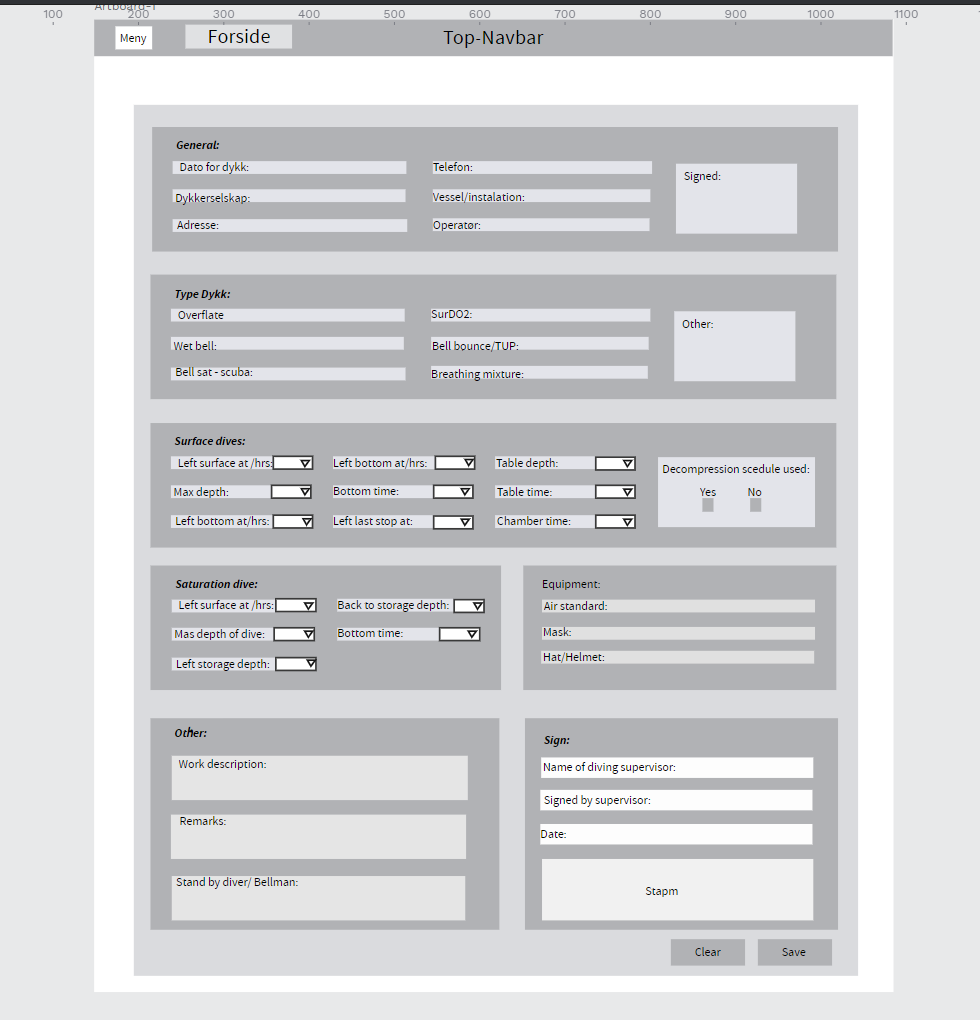 Artboard-1
100 200 300 400 500 600 700 800 900 1000 1100
Meny Forside Top-Navbar
General:
Dato for dykk: Telefon:
Signed:
Dykkerselskap: Vessel/instalation:
Adresse: Operatør:
Type Dykk:
Overflate SurDO2:
Other:
Wet bell: Bell bounce/TUP:
Bell sat - scuba: Breathing mixture:
Surface dives:
Left surface at /hrs: Left bottom at/hrs: Table depth:
Decompression scedule used:
Max depth: Bottom time: Table time: Yes No
Left bottom at/hrs: Left last stop at: Chamber time:
Saturation dive:
Left surface at /hrs: Back to storage depth:
Mas depth of dive: Bottom time:
Left storage depth:
Equipment:
Air standard:
Mask:
Hat/Helmet:
Other:
Work description:
Remarks:
Stand by diver/ Bellman:
Sign:
Name of diving supervisor:
Signed by supervisor:
Date:
Stapm
Clear Save